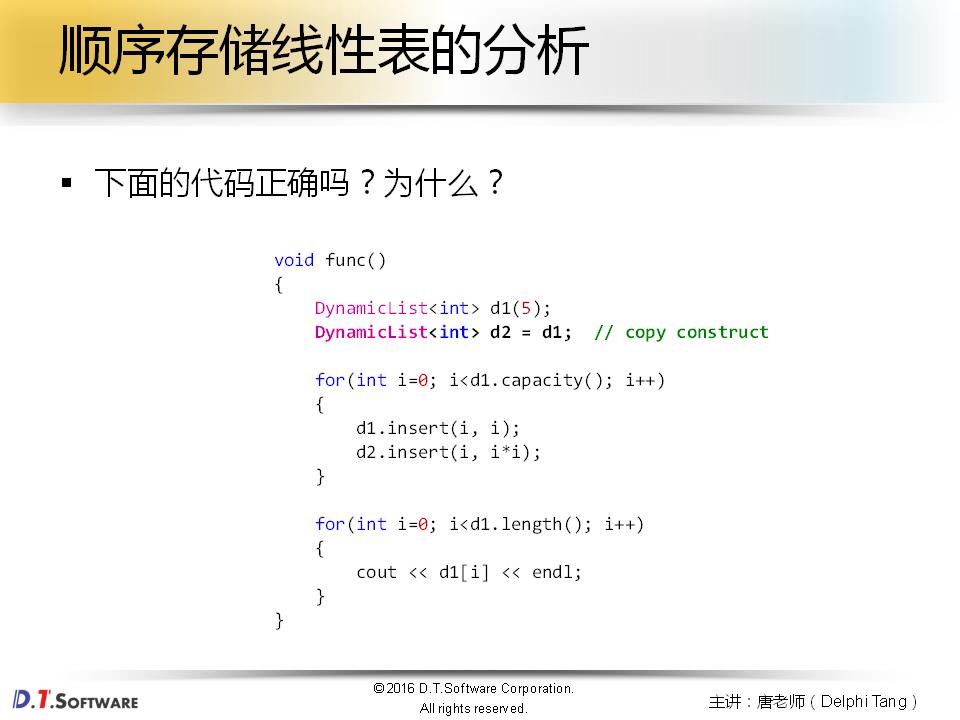 顺序存储线性表的分析
▪ 下面的代码正确吗？为什么？
void func()
{
    DynamicList<int> d1(5);
    DynamicList<int> d2 = d1;  // copy construct
    for(int i=0; i<d1.capacity(); i++)
    {
        d1.insert(i, i);
        d2.insert(i, i*i);
    }
    for(int i=0; i<d1.length(); i++)
    {
        cout << d1[i] << endl;
    }
}
D.T.SOFTWARE
©2016 D.T.Software Corporation.
All rights reserved.
主讲：唐老师（Delphi Tang）